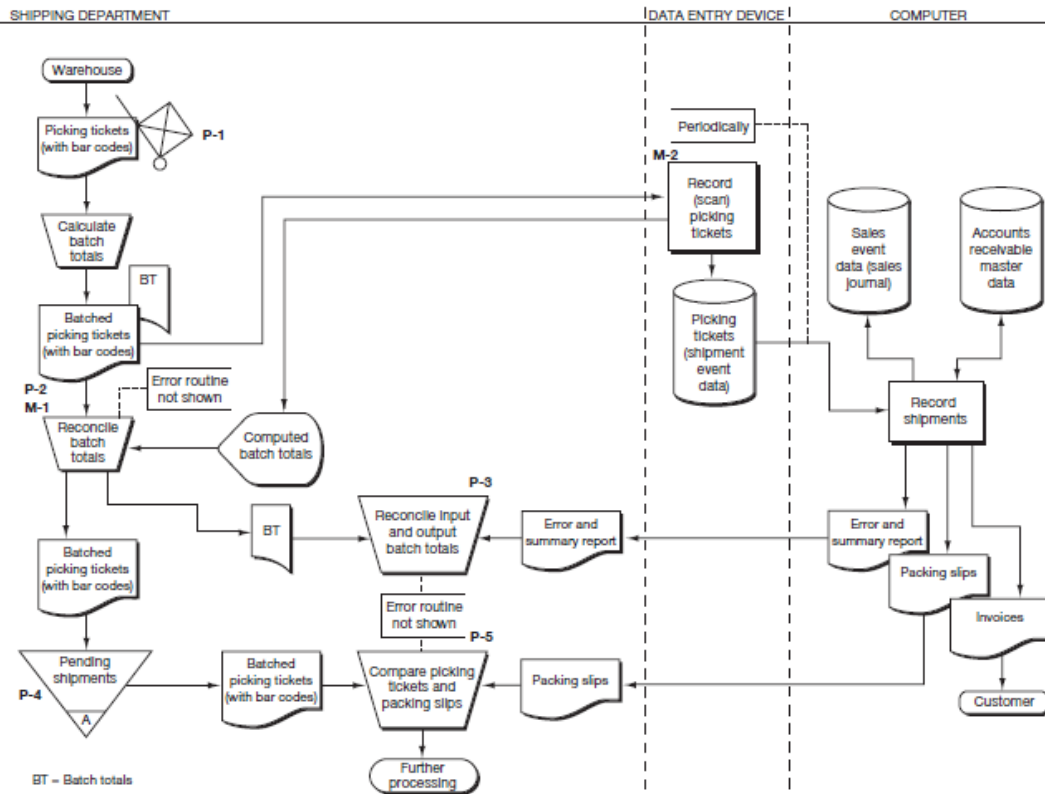 SHIPPING DEPARTMENT
DATA ENTRY DEVICE
COMPUTER
Warehouse
Picking tickets
(with bar codes)
P-1
Calculate
batch
totals
BT
Batched
picking tickets
(with bar codes)
P-2
M-1
Error routine
not shown
Reconcile
batch
totals
Computed
batch totals
Periodically
M-2
Record
(scan)
picking
tickets
Picking
tickets
(shipment
event
data)
Sales
event
data (sales
journal)
Accounts
receivable
master
data
Record
shipments
P-3
BT
Reconcile input
and output
batch totals
Error and
summary report
Error and
summary report
Packing slips
Invoices
Customer
Batched
picking tickets
(with bar codes)
Error routine
not shown
P-5
Pending
shipments
P-4
A
Batched
picking tickets
(with bar codes)
Compare picking
tickets and
packing slips
Packing slips
Further
processing
BT = Batch totals